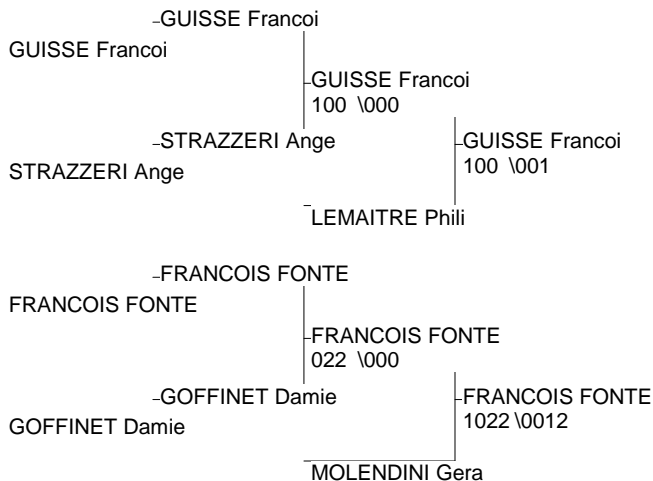 GUISSE Francoi
GUISSE Francoi
GUISSE Francoi
100 \000
STRAZZERI Ange
GUISSE Francoi
STRAZZERI Ange
100 \001
LEMAITRE Phili
FRANCOIS FONTE
FRANCOIS FONTE
FRANCOIS FONTE
022 \000
GOFFINET Damie
FRANCOIS FONTE
GOFFINET Damie
1022 \0012
MOLENDINI Gera